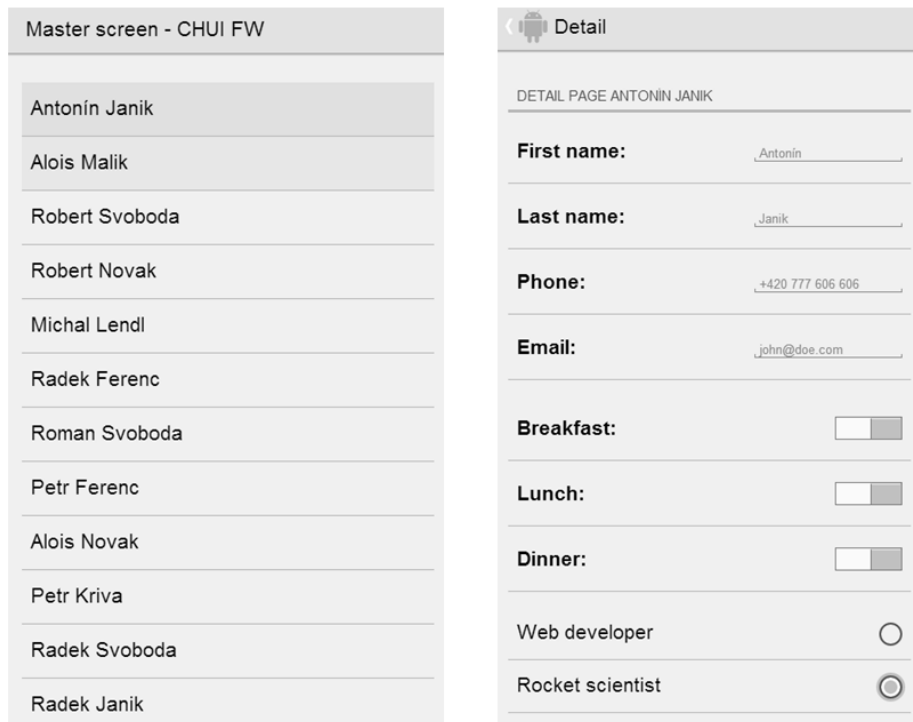 Master screen - CHUI FW
Antonín Janik
Alois Malik
Robert Svoboda
Robert Novak
Michal Lendl
Radek Ferenc
Roman Svoboda
Petr Ferenc
Alois Novak
Petr Kriva
Radek Svoboda
Radek Janik
Detail
DETAIL PAGE ANTONÍN JANIK
First name: Antonín
Last name: Janik
Phone: +420 777 606 606
Email: john@doe.com
Breakfast:
Lunch:
Dinner:
Web developer
Rocket scientist